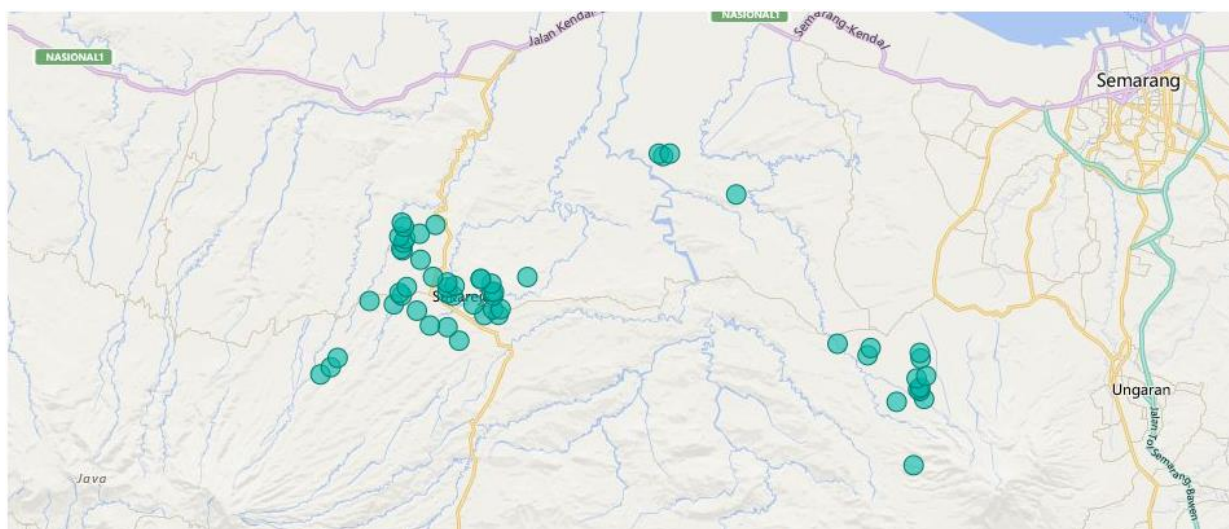 NASIONAL1
NASIONAL1
Jalan Kendal
Semarang-Kendal
Semarang
Ungaran
Jalan Tol Semarang-Bawen
Java